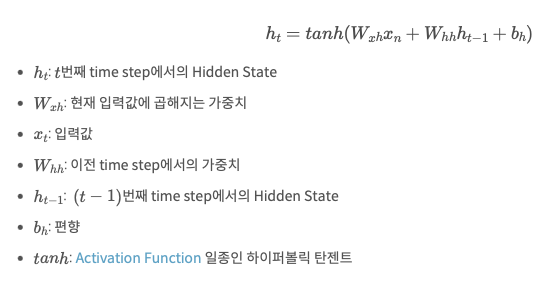 h_t = tanh(W_{xh}x_n + W_{hh}h_{t-1} + b_h)
• h_t: t번째 time step에서의 Hidden State
• W_{xh}: 현재 입력값에 곱해지는 가중치
• x_t: 입력값
• W_{hh}: 이전 time step에서의 가중치
• h_{t-1}: (t − 1)번째 time step에서의 Hidden State
• b_h: 편향
• tanh: Activation Function 일종인 하이퍼볼릭 탄젠트